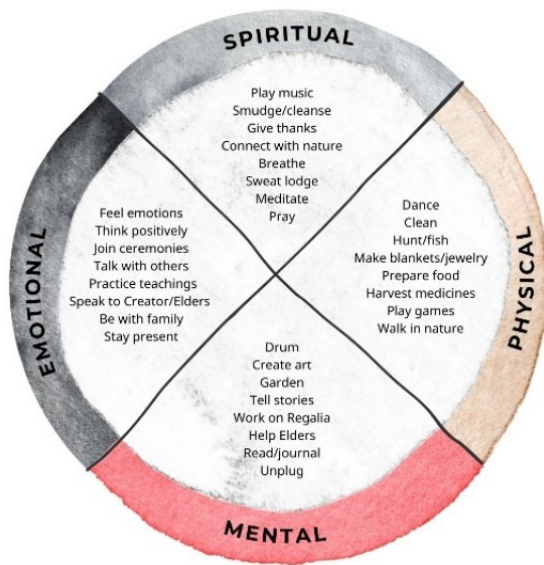 SPIRITUAL
Play music
Smudge/cleanse
Give thanks
Connect with nature
Breathe
Sweat lodge
Meditate
Pray
PHYSICAL
Dance
Clean
Hunt/fish
Make blankets/jewelry
Prepare food
Harvest medicines
Play games
Walk in nature
MENTAL
Drum
Create art
Garden
Tell stories
Work on Regalia
Help Elders
Read/journal
Unplug
EMOTIONAL
Feel emotions
Think positively
Join ceremonies
Talk with others
Practice teachings
Speak to Creator/Elders
Be with family
Stay present